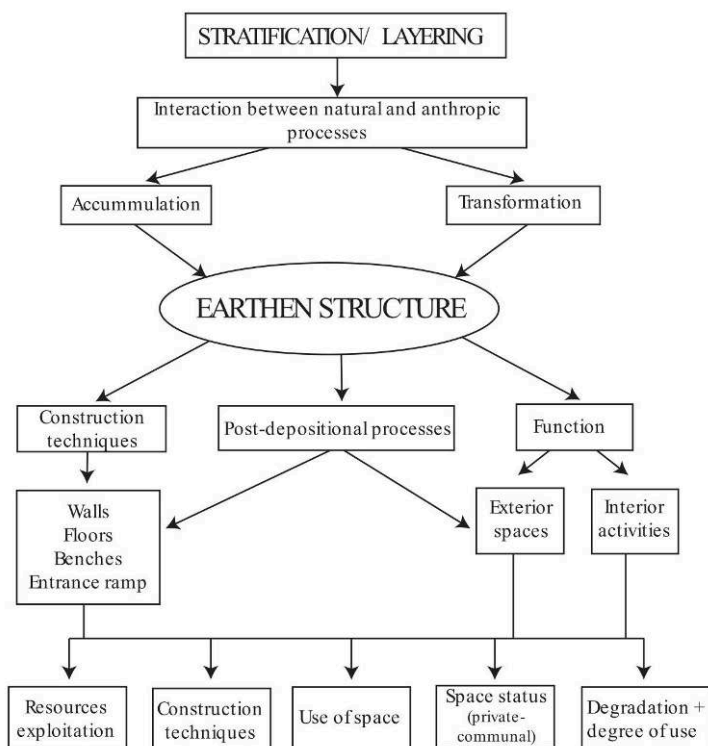 STRATIFICATION/ LAYERING
Interaction between natural and anthropic
processes
Accummulation
Transformation
EARTHEN STRUCTURE
Construction
techniques
Post-depositional processes
Function
Walls
Floors
Benches
Entrance ramp
Exterior
spaces
Interior
activities
Resources
exploitation
Construction
techniques
Use of space
Space status
(private-
communal)
Degradation +
degree of use